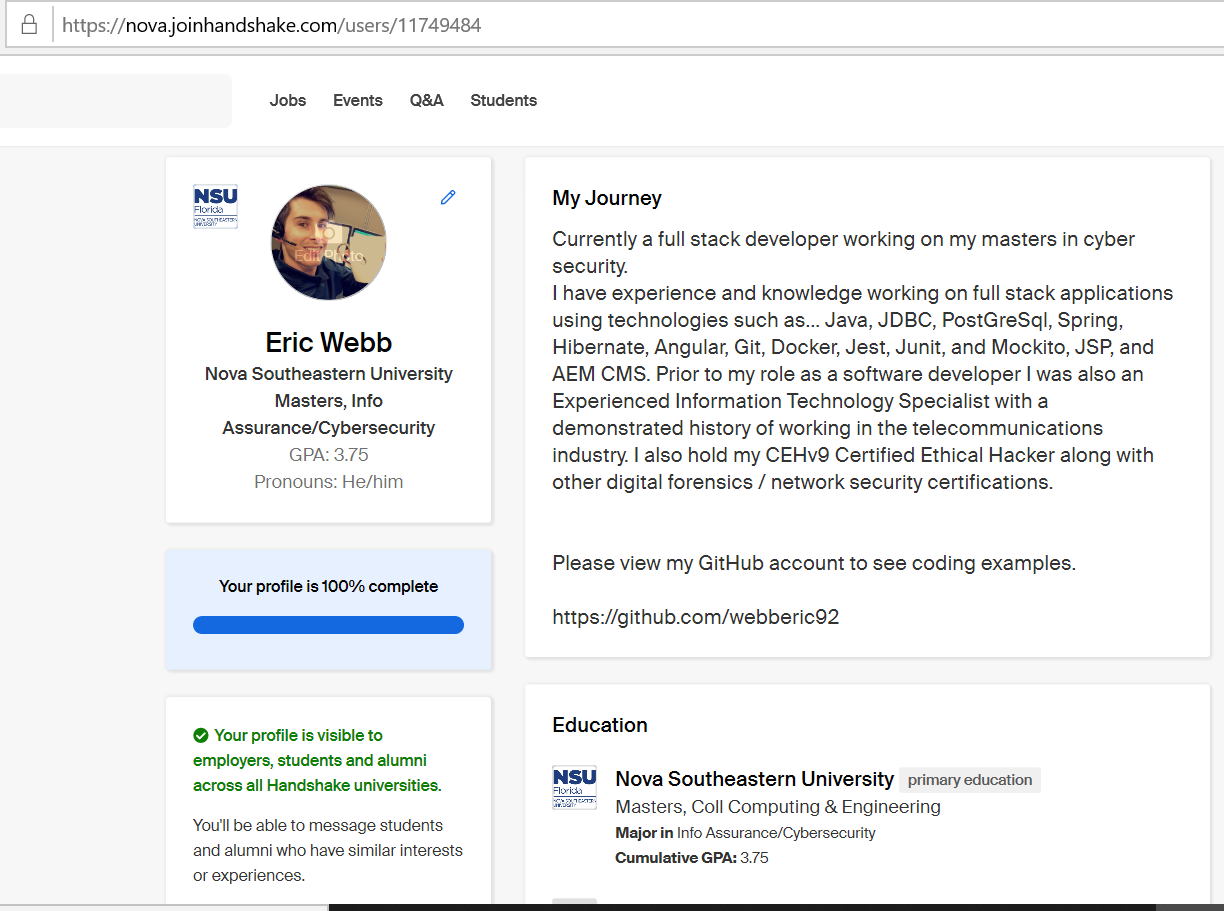 https://nova.joinhandshake.com/users/11749484
Jobs Events Q&A Students
NSU
Florida
NOVA SOUTHEASTERN
UNIVERSITY
Edit Photo
Eric Webb
Nova Southeastern University
Masters, Info
Assurance/Cybersecurity
GPA: 3.75
Pronouns: He/him
Your profile is 100% complete
Your profile is visible to
employers, students and alumni
across all Handshake universities.
You'll be able to message students
and alumni who have similar interests
or experiences.
My Journey
Currently a full stack developer working on my masters in cyber
security.
I have experience and knowledge working on full stack applications
using technologies such as... Java, JDBC, PostGreSql, Spring,
Hibernate, Angular, Git, Docker, Jest, Junit, and Mockito, JSP, and
AEM CMS. Prior to my role as a software developer I was also an
Experienced Information Technology Specialist with a
demonstrated history of working in the telecommunications
industry. I also hold my CEHv9 Certified Ethical Hacker along with
other digital forensics / network security certifications.
Please view my GitHub account to see coding examples.
https://github.com/webberic92
Education
NSU
Florida
NOVA SOUTHEASTERN
UNIVERSITY
Nova Southeastern University primary education
Masters, Coll Computing & Engineering
Major in Info Assurance/Cybersecurity
Cumulative GPA: 3.75